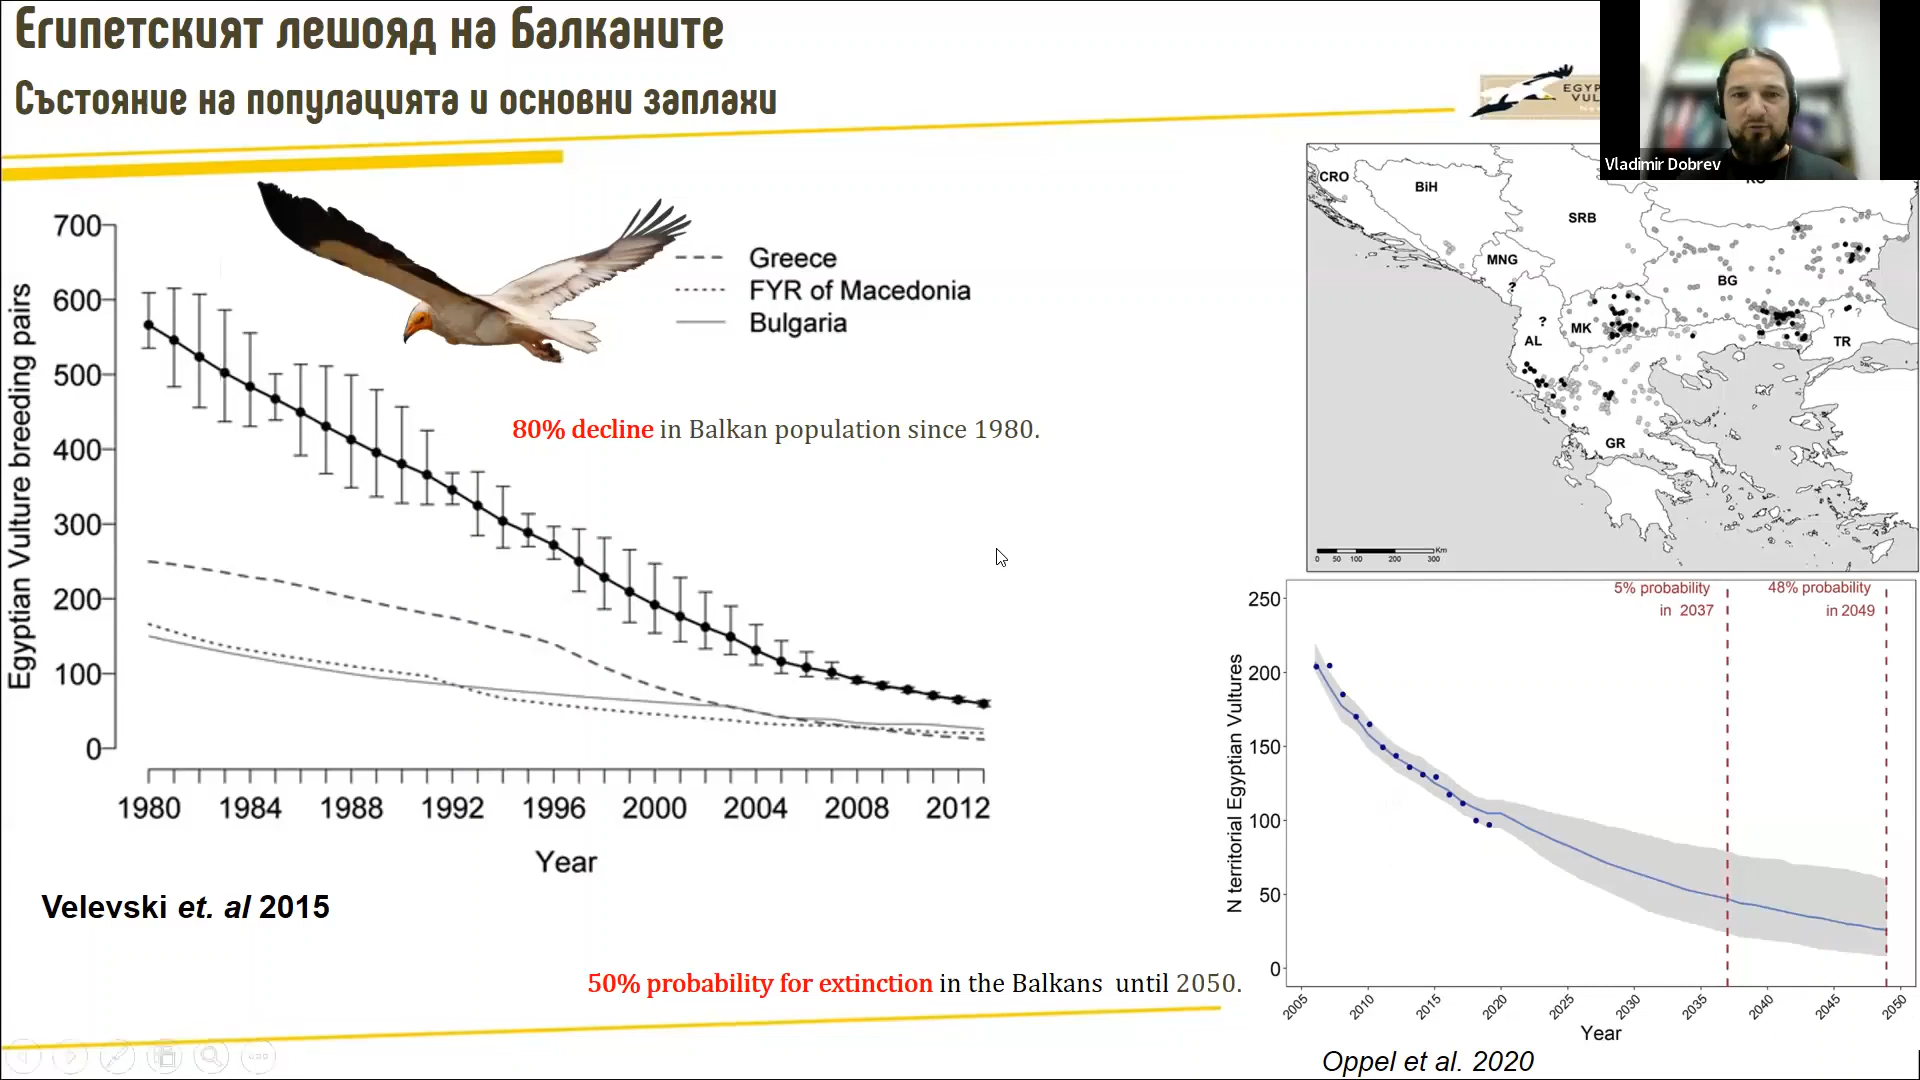 Египетският лешояд на Балканите
Състояние на популацията и основни заплахи
EGYP
VUL
Vladimir Dobrev
Egyptian Vulture breeding pairs
700
600
500
400
300
200
100
0
Greece
FYR of Macedonia
Bulgaria
80% decline in Balkan population since 1980.
1980 1984 1988 1992 1996 2000 2004 2008 2012
Year
Velevski et. al 2015
50% probability for extinction in the Balkans until 2050.
CRO
BiH
SRB
MNG
?
BG
?
MK
AL
TR
GR
0 50 100 200 300
Km
5% probability
in 2037
48% probability
in 2049
N territorial Egyptian Vultures
250
200
150
100
50
0
2005 2010 2015 2020 2025 2030 2035 2040 2045 2050
Year
Oppel et al. 2020